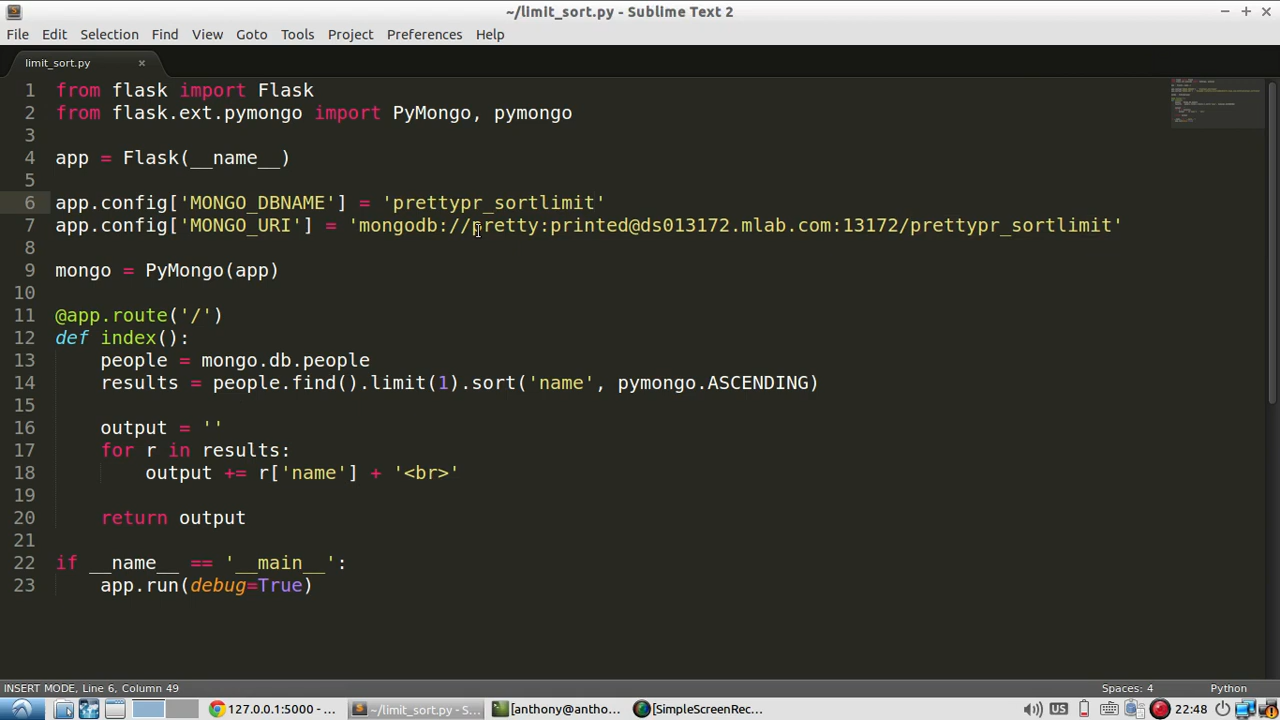 ~/limit_sort.py - Sublime Text 2
File Edit Selection Find View Goto Tools Project Preferences Help
limit_sort.py ×
1 from flask import Flask
2 from flask.ext.pymongo import PyMongo, pymongo
3
4 app = Flask(__name__)
5
6 app.config['MONGO_DBNAME'] = 'prettypr_sortlimit'
7 app.config['MONGO_URI'] = 'mongodb://pretty:printed@ds013172.mlab.com:13172/prettypr_sortlimit'
8
9 mongo = PyMongo(app)
10
11 @app.route('/')
12 def index():
13 people = mongo.db.people
14 results = people.find().limit(1).sort('name', pymongo.ASCENDING)
15
16 output = ''
17 for r in results:
18 output += r['name'] + '<br>'
19
20 return output
21
22 if __name__ == '__main__':
23 app.run(debug=True)
INSERT MODE, Line 6, Column 49 Spaces: 4 Python
127.0.0.1:5000 - ... ~/limit_sort.py - S... [anthony@antho... [SimpleScreenRec... US 22:48